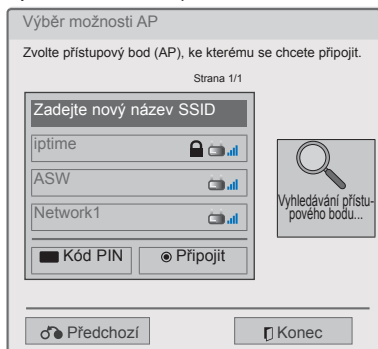 Výběr možnosti AP
Zvolte přístupový bod (AP), ke kterému se chcete připojit.
Strana 1/1
Zadejte nový název SSID
iptime
ASW
Network1
Vyhledávání přístu-
pového bodu...
Kód PIN
Připojit
Předchozí
Konec